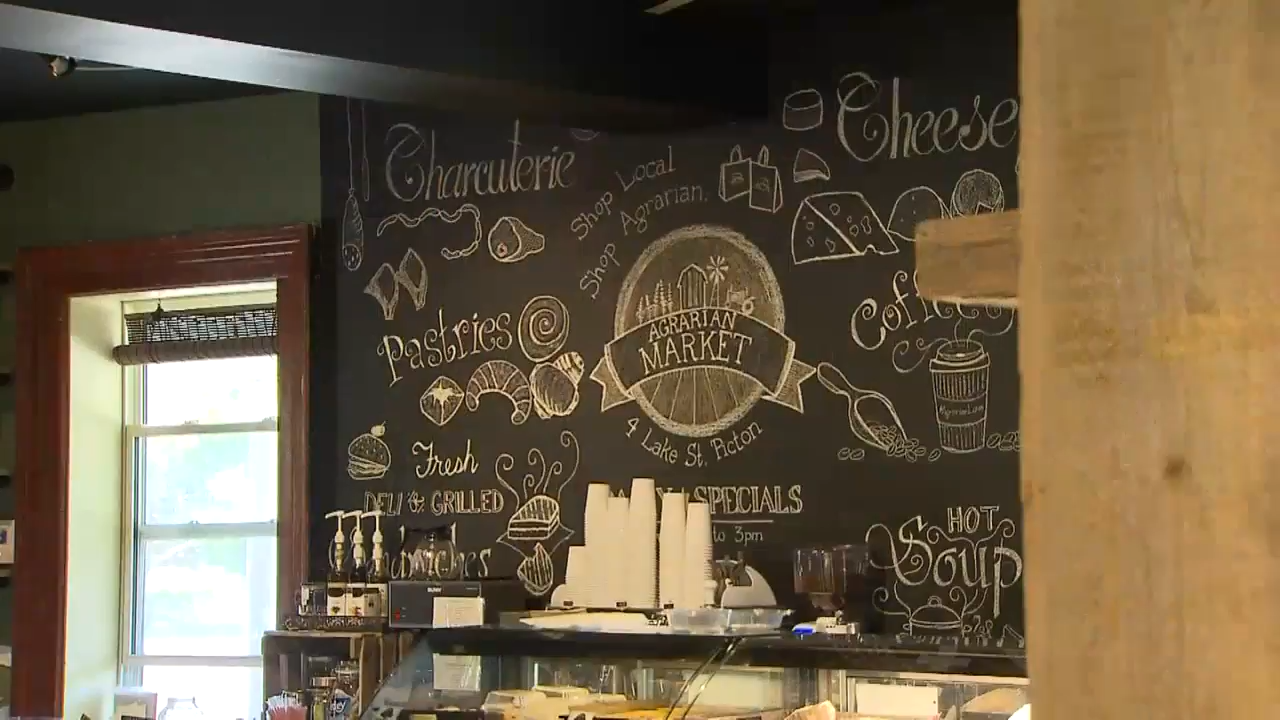 Charcuterie
Cheese
Shop Local
Shop Agrarian.
Pastries
AGRARIAN
MARKET
4 Lake St. Picton
Coffee
Fresh
DELI & GRILLED
SPECIALS
to 3pm
HOT
Soup